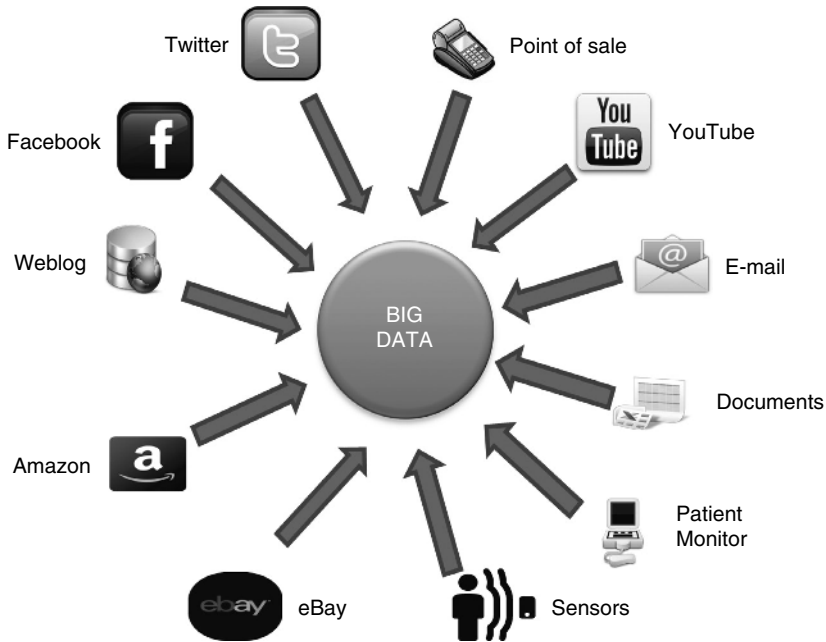 Twitter
t
Point of sale
Facebook
f
You
Tube
YouTube
Weblog
@
E-mail
BIG
DATA
X
Documents
Amazon
a
Patient
Monitor
ebay
eBay
Sensors